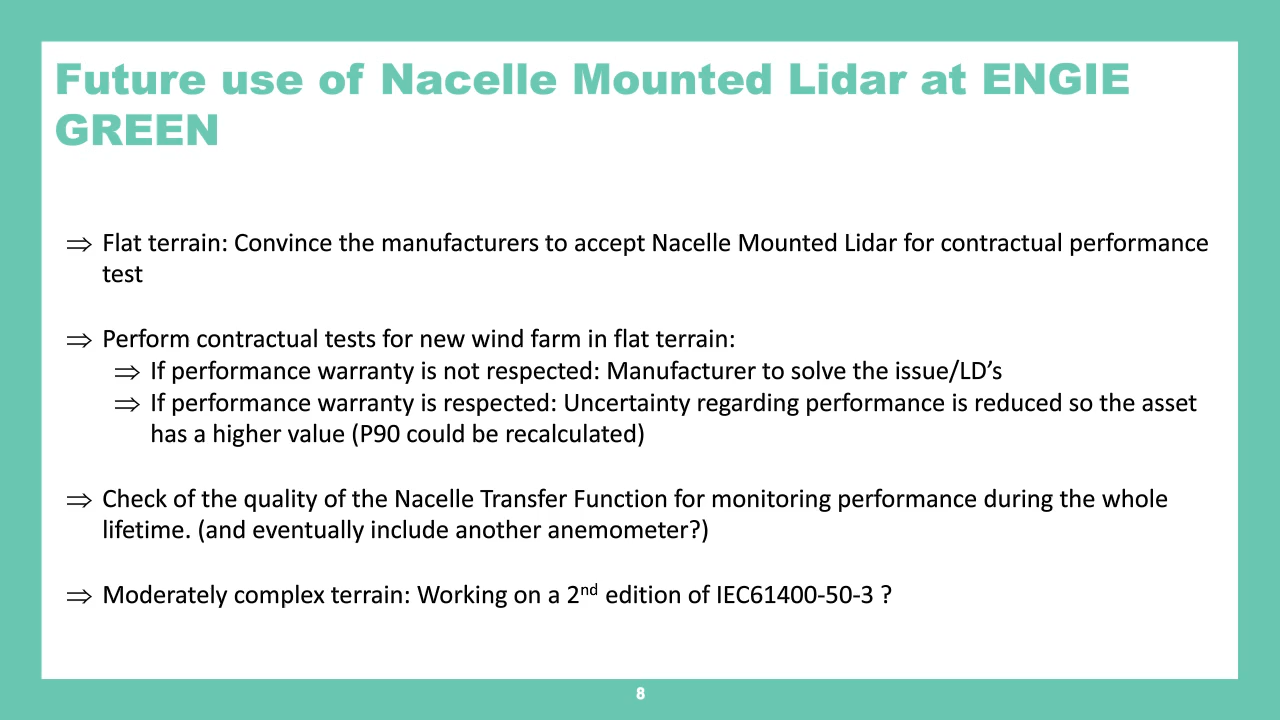 Future use of Nacelle Mounted Lidar at ENGIE
GREEN
⇒ Flat terrain: Convince the manufacturers to accept Nacelle Mounted Lidar for contractual performance
test
⇒ Perform contractual tests for new wind farm in flat terrain:
⇒ If performance warranty is not respected: Manufacturer to solve the issue/LD’s
⇒ If performance warranty is respected: Uncertainty regarding performance is reduced so the asset
has a higher value (P90 could be recalculated)
⇒ Check of the quality of the Nacelle Transfer Function for monitoring performance during the whole
lifetime. (and eventually include another anemometer?)
⇒ Moderately complex terrain: Working on a 2nd edition of IEC61400-50-3 ?
8